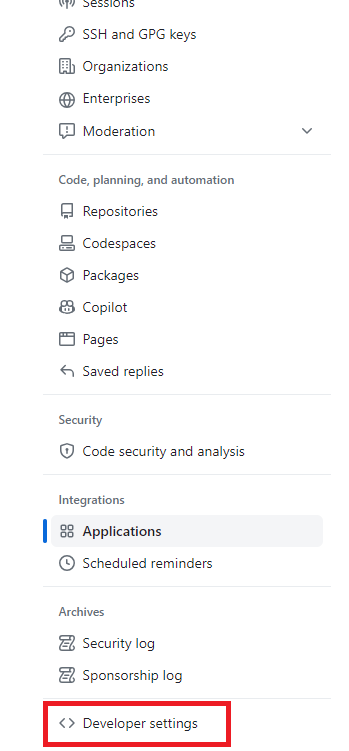 Sessions
SSH and GPG keys
Organizations
Enterprises
Moderation
Code, planning, and automation
Repositories
Codespaces
Packages
Copilot
Pages
Saved replies
Security
Code security and analysis
Integrations
Applications
Scheduled reminders
Archives
Security log
Sponsorship log
Developer settings